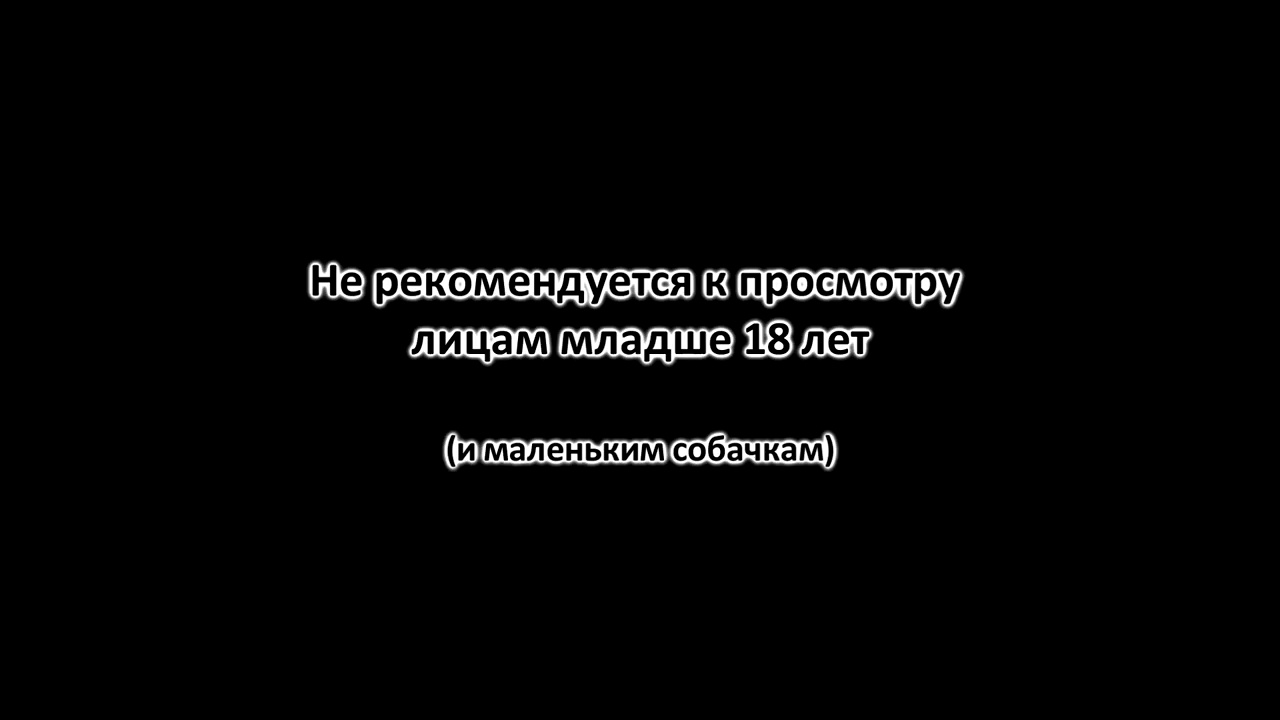 Не рекомендуется к просмотру
лицам младше 18 лет
(и маленьким собачкам)